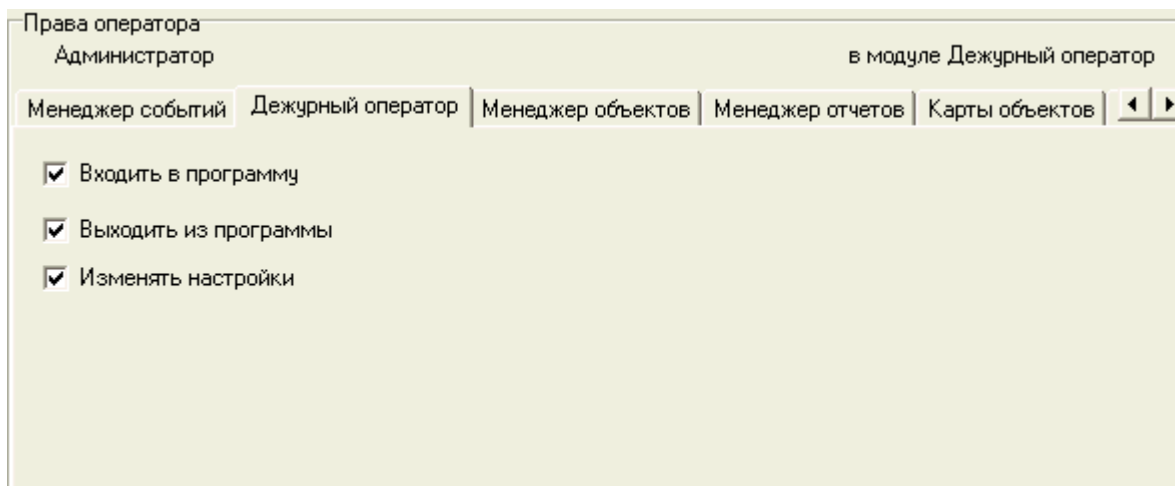 Права оператора
Администратор в модуле Дежурный оператор
Менеджер событий Дежурный оператор Менеджер объектов Менеджер отчетов Карты объектов
Входить в программу
Выходить из программы
Изменять настройки